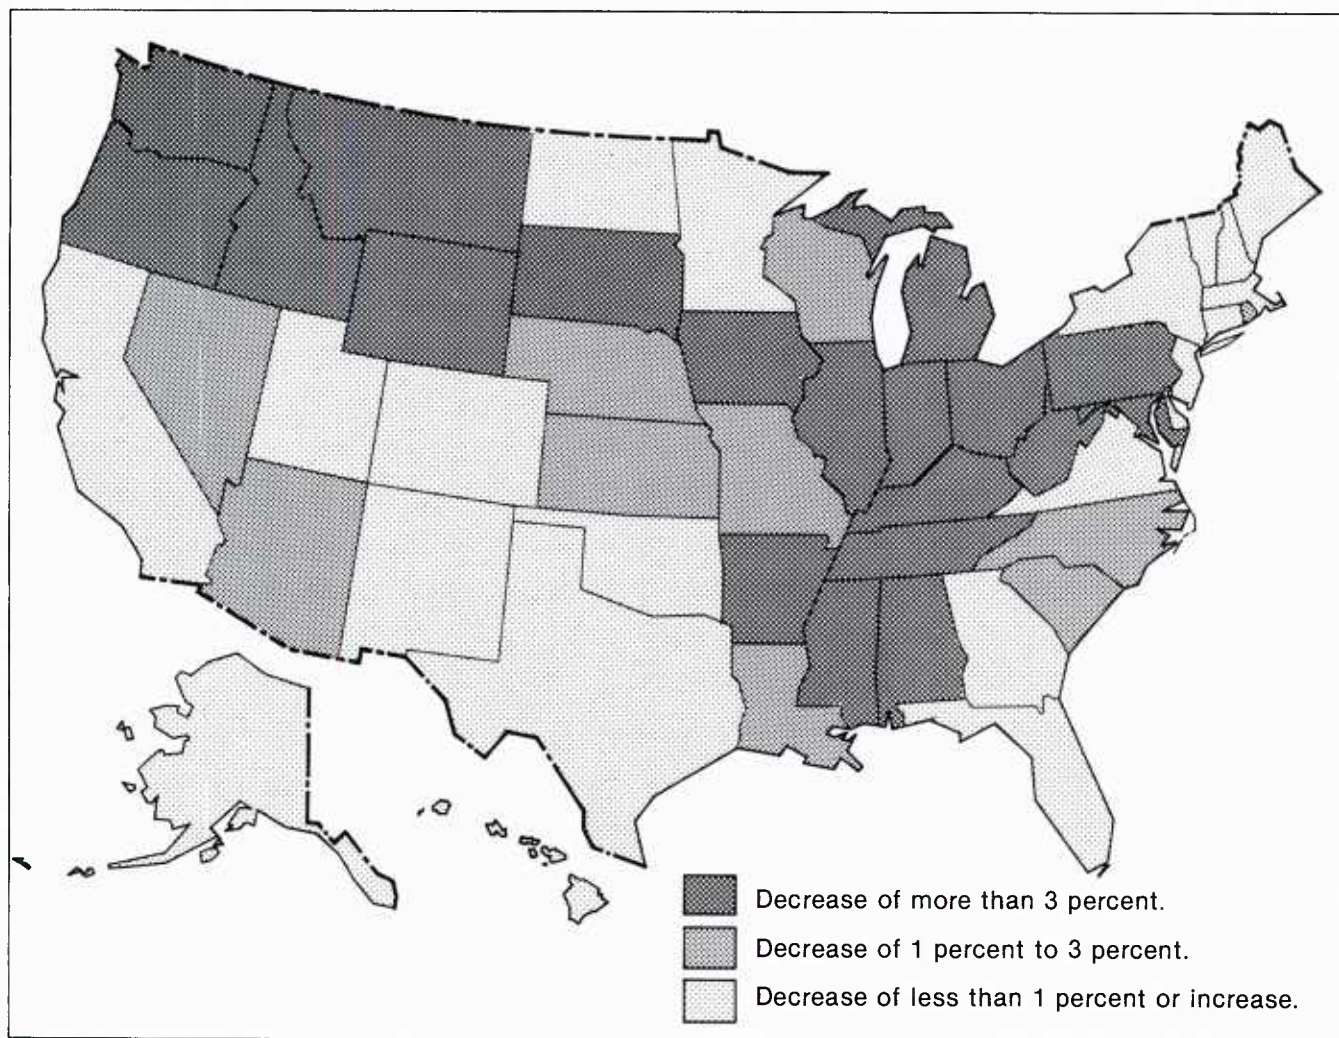 Decrease of more than 3 percent.
Decrease of 1 percent to 3 percent.
Decrease of less than 1 percent or increase.